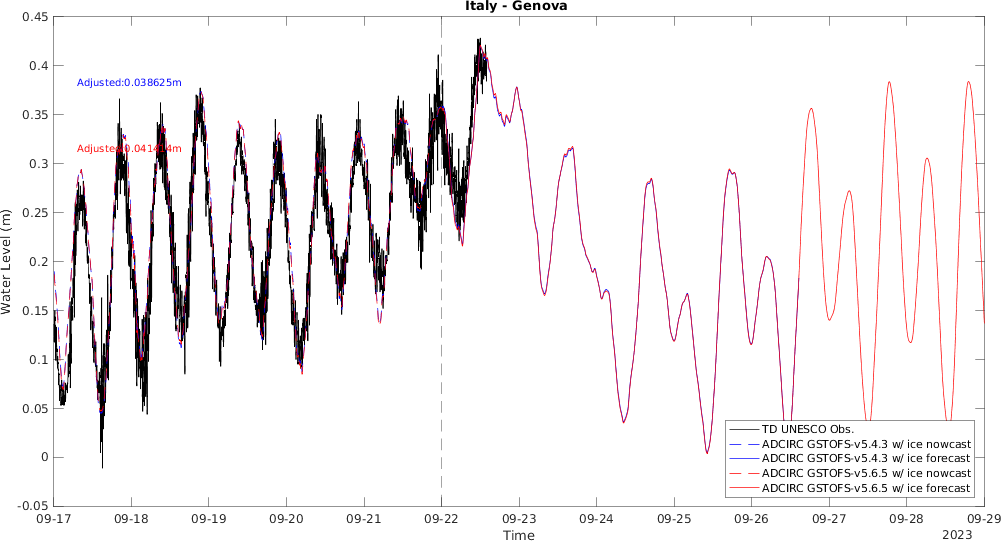 Italy - Genova
0.45
0.4
0.35
0.3
0.25
0.2
0.15
0.1
0.05
0
-0.05
Water Level (m)
Adjusted:0.038625m
Adjusted:0.041414m
TD UNESCO Obs.
ADCIRC GSTOFS-v5.4.3 w/ ice nowcast
ADCIRC GSTOFS-v5.4.3 w/ ice forecast
ADCIRC GSTOFS-v5.6.5 w/ ice nowcast
ADCIRC GSTOFS-v5.6.5 w/ ice forecast
09-17 09-18 09-19 09-20 09-21 09-22 09-23 09-24 09-25 09-26 09-27 09-28 09-29
Time
2023